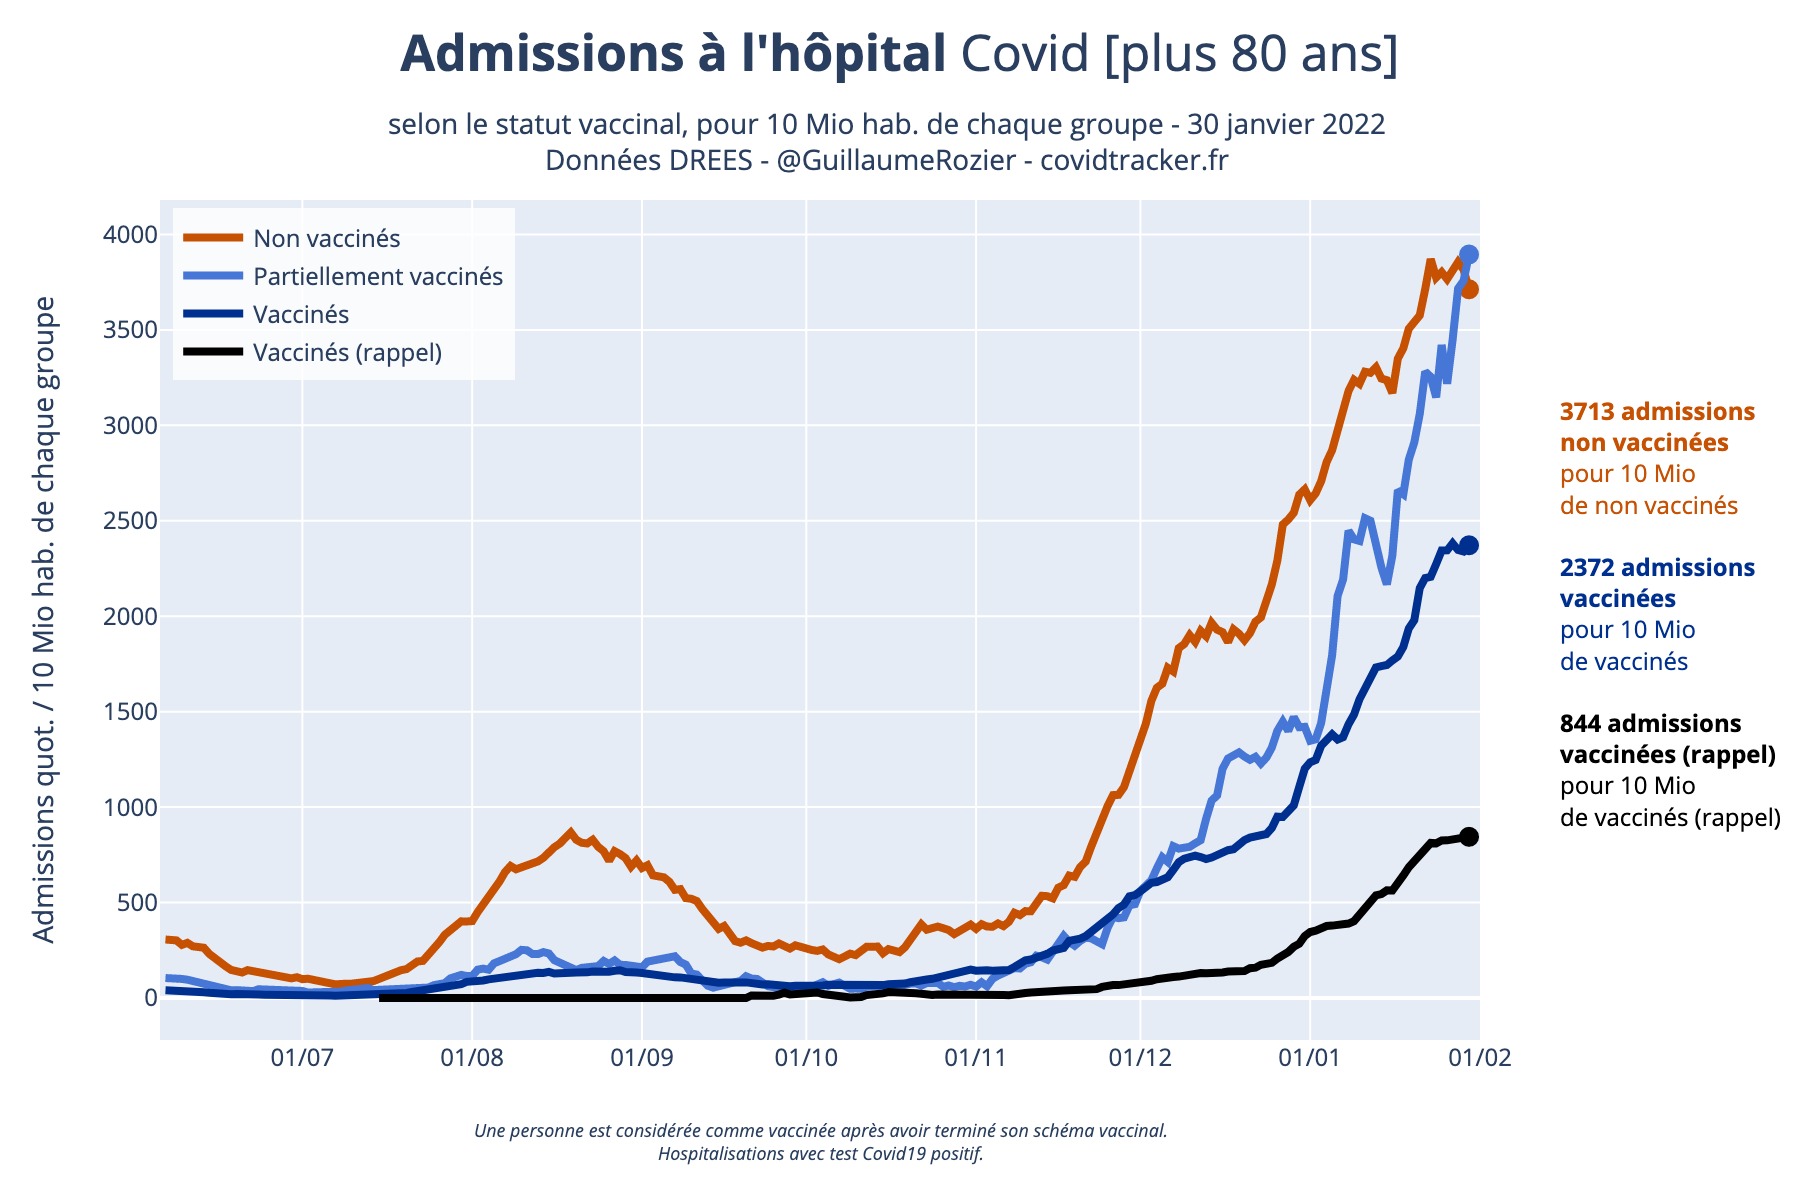 Admissions à l'hôpital Covid [plus 80 ans]
selon le statut vaccinal, pour 10 Mio hab. de chaque groupe - 30 janvier 2022
Données DREES - @GuillaumeRozier - covidtracker.fr
Admissions quot. / 10 Mio hab. de chaque groupe
4000
3500
3000
2500
2000
1500
1000
500
0
Non vaccinés
Partiellement vaccinés
Vaccinés
Vaccinés (rappel)
01/07
01/08
01/09
01/10
01/11
01/12
01/01
01/02
3713 admissions
non vaccinées
pour 10 Mio
de non vaccinés
2372 admissions
vaccinées
pour 10 Mio
de vaccinés
844 admissions
vaccinées (rappel)
pour 10 Mio
de vaccinés (rappel)
Une personne est considérée comme vaccinée après avoir terminé son schéma vaccinal.
Hospitalisations avec test Covid19 positif.